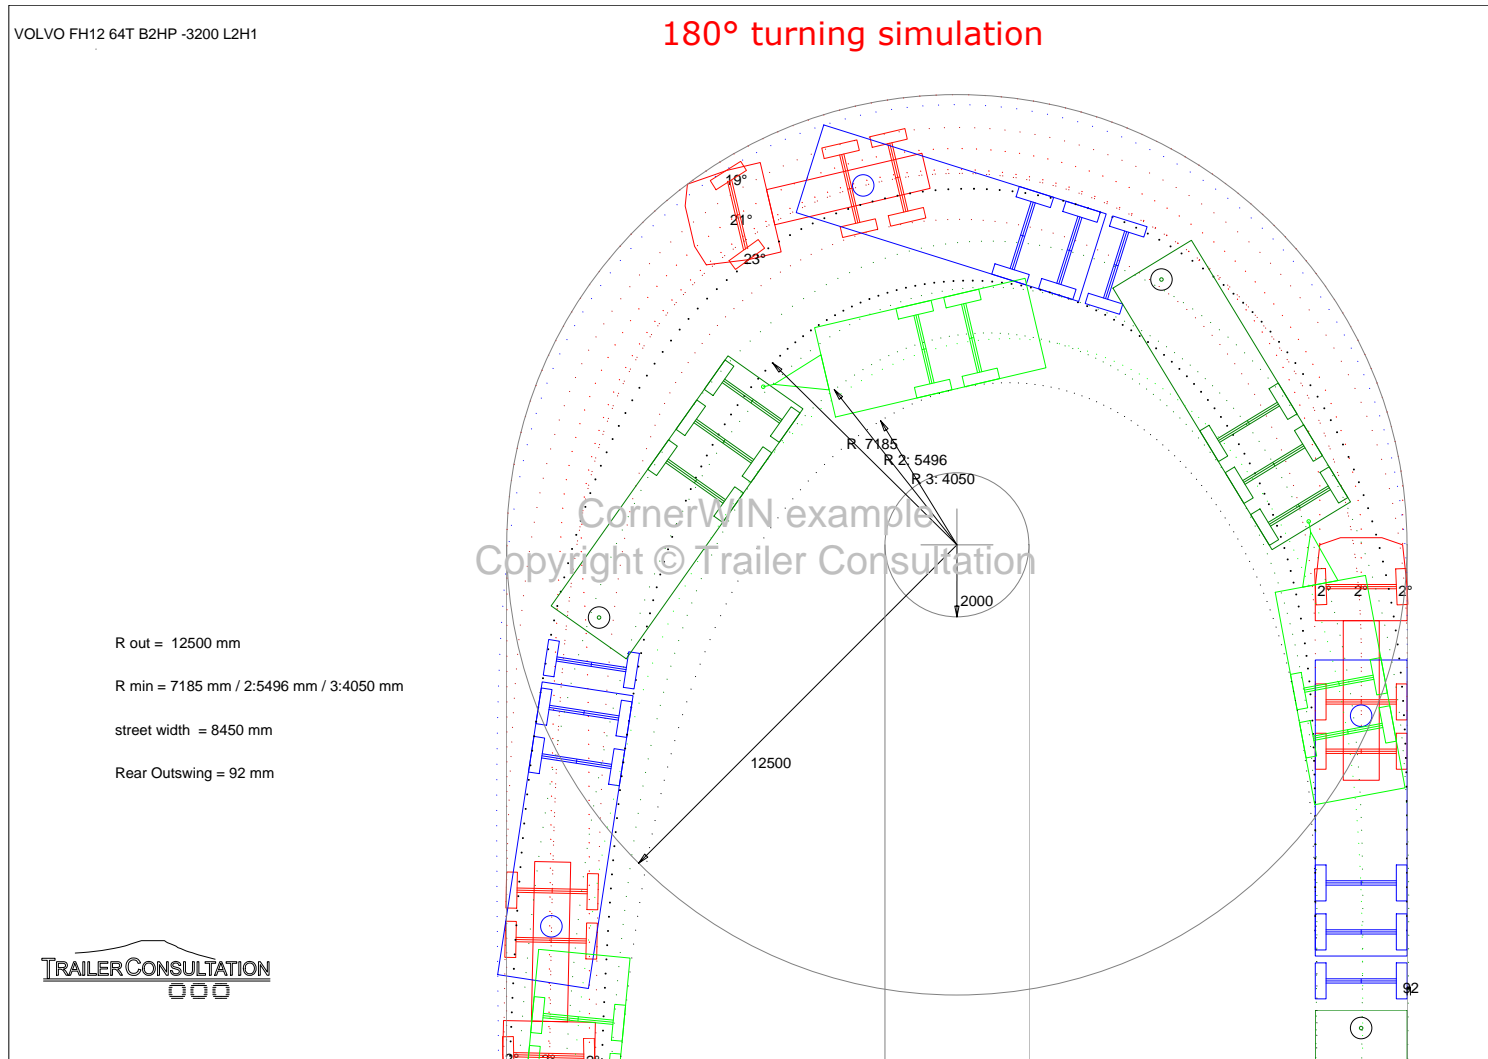 VOLVO FH12 64T B2HP -3200 L2H1
180° turning simulation
19°
21°
23°
R 7185
R 2: 5496
R 3: 4050
CornerWIN example
Copyright © Trailer Consultation
2000
2° 2° 2°
R out = 12500 mm
R min = 7185 mm / 2:5496 mm / 3:4050 mm
street width = 8450 mm
Rear Outswing = 92 mm
12500
TRAILER CONSULTATION
92